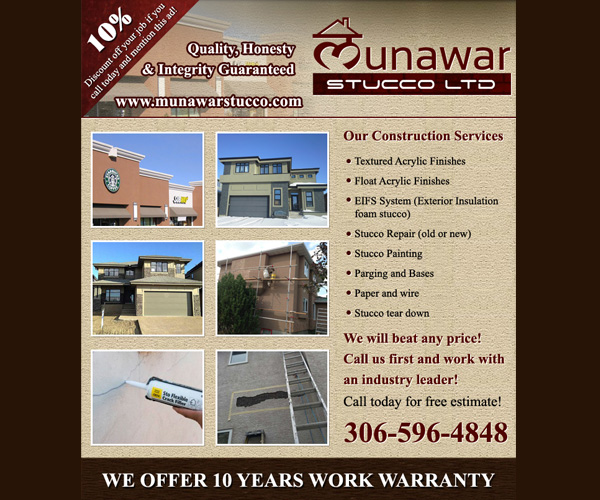 10%
Discount off your job if you
call today and mention this ad!
Quality, Honesty
& Integrity Guaranteed
www.munawarstucco.com
Munawar
STUCCO LTD
Our Construction Services
• Textured Acrylic Finishes
• Float Acrylic Finishes
• EIFS System (Exterior Insulation
foam stucco)
• Stucco Repair (old or new)
• Stucco Painting
• Parging and Bases
• Paper and wire
• Stucco tear down
We will beat any price!
Call us first and work with
an industry leader!
Call today for free estimate!
306-596-4848
Flexible
Crack Filler
WE OFFER 10 YEARS WORK WARRANTY